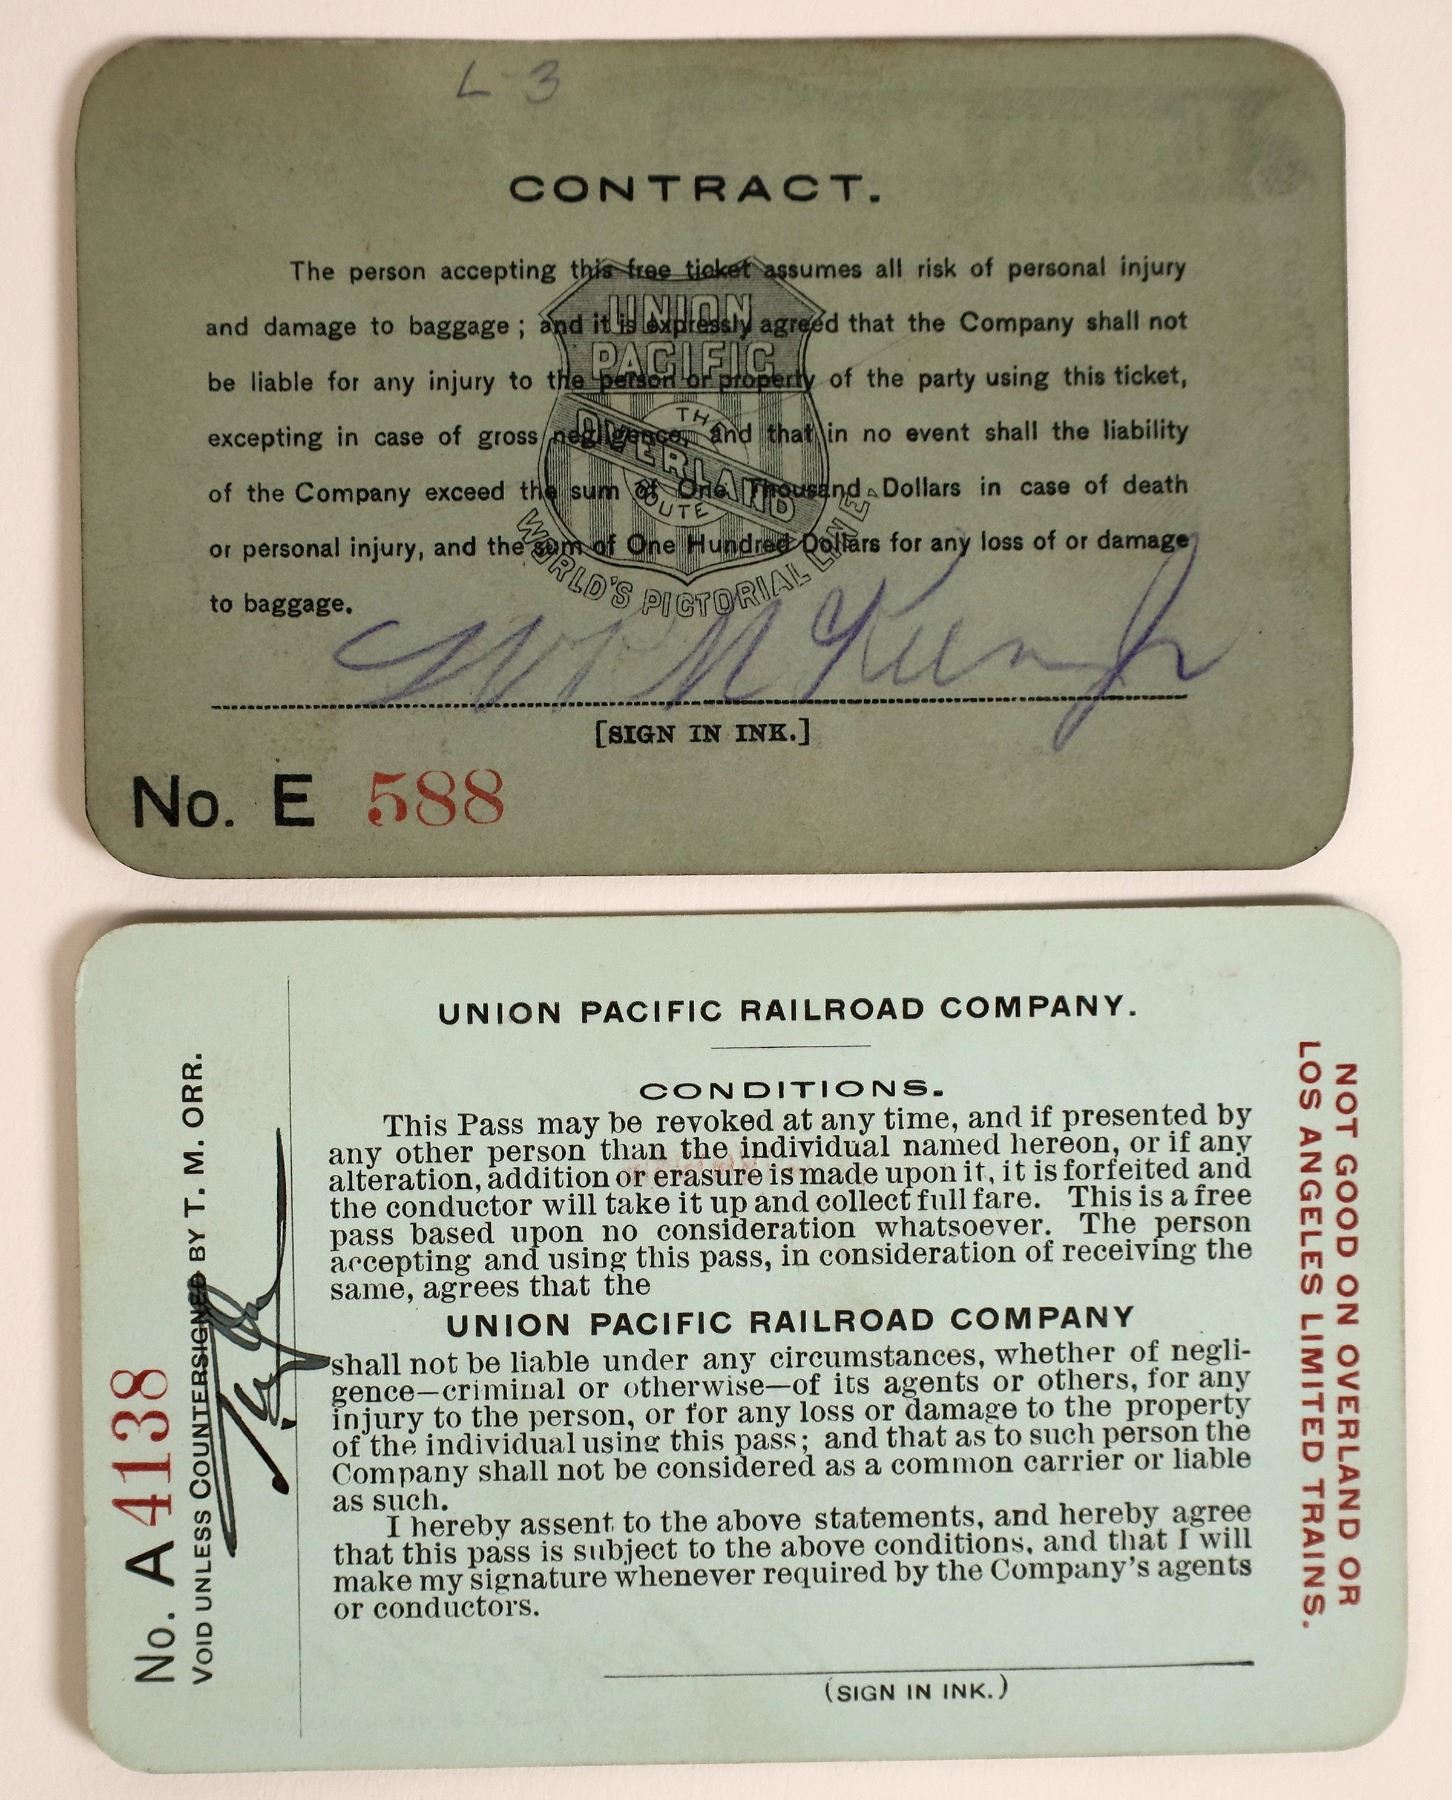 L-3
CONTRACT.
The person accepting this free ticket assumes all risk of personal injury
and damage to baggage; and it is expressly agreed that the Company shall not
be liable for any injury to the person or property of the party using this ticket,
excepting in case of gross negligence, and that in no event shall the liability
of the Company exceed the sum of One Thousand Dollars in case of death
or personal injury, and the sum of One Hundred Dollars for any loss of or damage
to baggage.
UNION
PACIFIC
THE
OVERLAND
ROUTE
WORLD'S PICTORIAL LINE.
[SIGN IN INK.]
No. E 588
UNION PACIFIC RAILROAD COMPANY.
CONDITIONS.
This Pass may be revoked at any time, and if presented by
any other person than the individual named hereon, or if any
alteration, addition or erasure is made upon it, it is forfeited and
the conductor will take it up and collect full fare. This is a free
pass based upon no consideration whatsoever. The person
accepting and using this pass, in consideration of receiving the
same, agrees that the
UNION PACIFIC RAILROAD COMPANY
shall not be liable under any circumstances, whether of negli-
gence—criminal or otherwise—of its agents or others, for any
injury to the person, or for any loss or damage to the property
of the individual using this pass; and that as to such person the
Company shall not be considered as a common carrier or liable
as such.
I hereby assent to the above statements, and hereby agree
that this pass is subject to the above conditions, and that I will
make my signature whenever required by the Company's agents
or conductors.
(SIGN IN INK.)
No. A 4138
VOID UNLESS COUNTERSIGNED BY T. M. ORR.
NOT GOOD ON OVERLAND OR
LOS ANGELES LIMITED TRAINS.